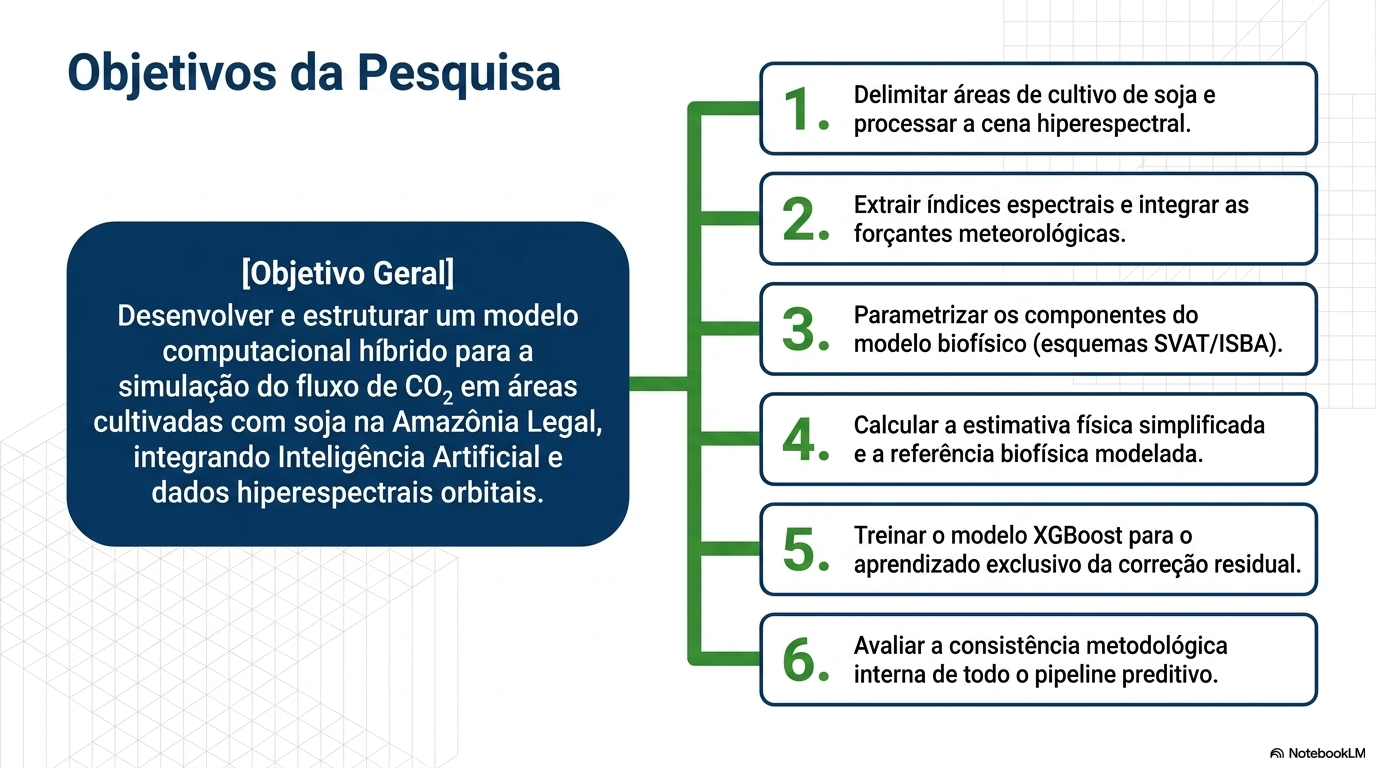 Objetivos da Pesquisa
[Objetivo Geral]
Desenvolver e estruturar um modelo
computacional híbrido para a
simulação do fluxo de CO₂ em áreas
cultivadas com soja na Amazônia Legal,
integrando Inteligência Artificial e
dados hiperespectrais orbitais.
1. Delimitar áreas de cultivo de soja e
processar a cena hiperespectral.
2. Extrair índices espectrais e integrar as
forçantes meteorológicas.
3. Parametrizar os componentes do
modelo biofísico (esquemas SVAT/ISBA).
4. Calcular a estimativa física simplificada
e a referência biofísica modelada.
5. Treinar o modelo XGBoost para o
aprendizado exclusivo da correção residual.
6. Avaliar a consistência metodológica
interna de todo o pipeline preditivo.
NotebookLM